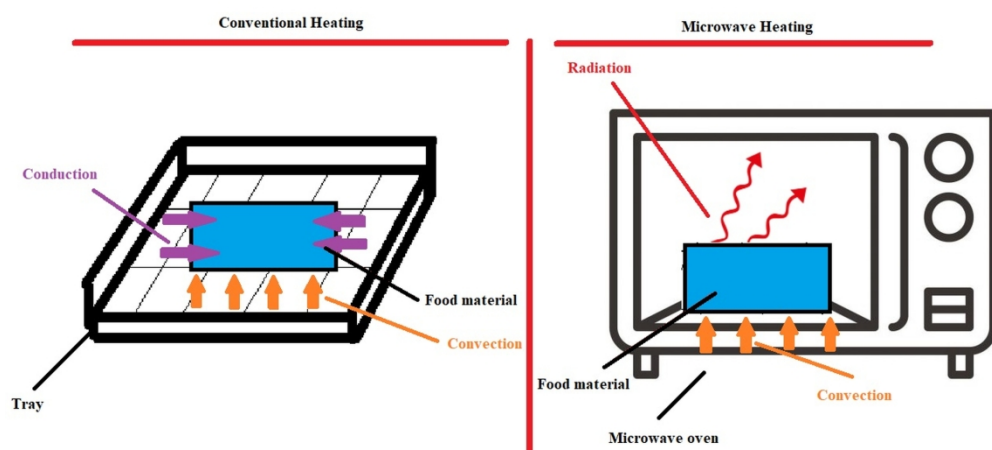 Conventional Heating
Microwave Heating
Radiation
Conduction
Food material
Convection
Tray
Food material
Convection
Microwave oven